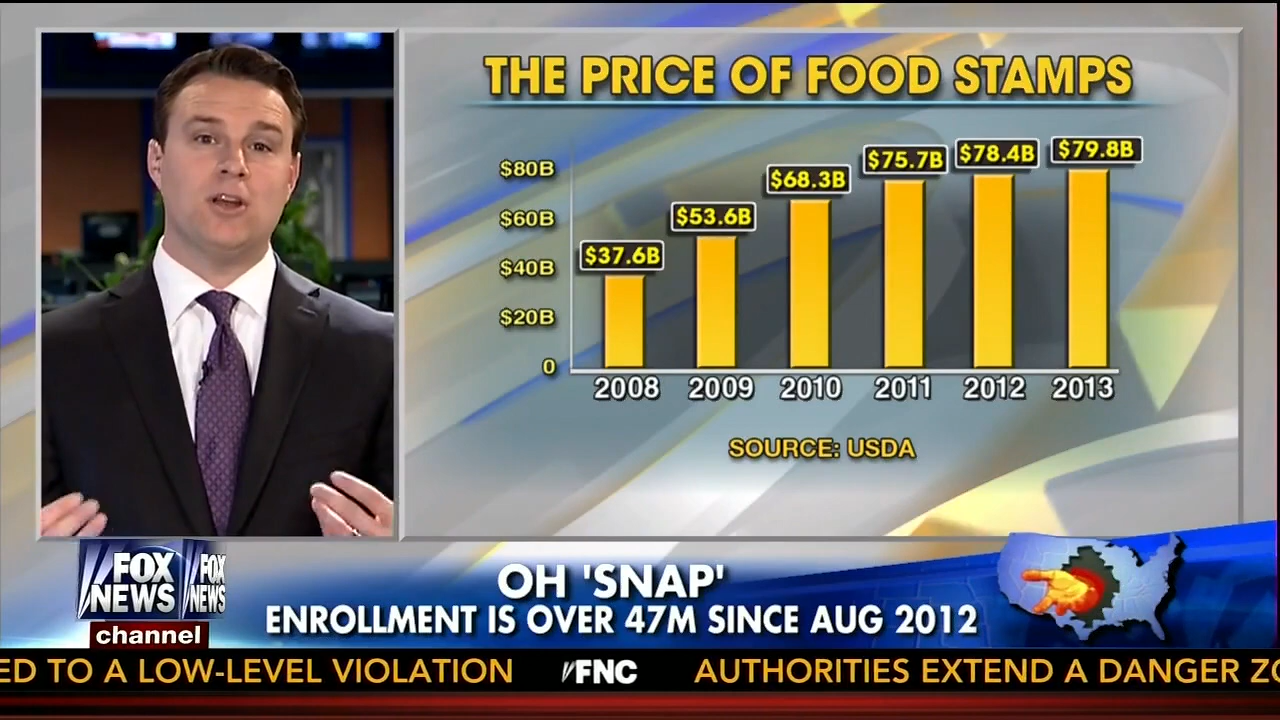 THE PRICE OF FOOD STAMPS
$80B
$60B
$40B
$20B
0
$37.6B
$53.6B
$68.3B
$75.7B
$78.4B
$79.8B
2008 2009 2010 2011 2012 2013
SOURCE: USDA
OH 'SNAP'
ENROLLMENT IS OVER 47M SINCE AUG 2012
FOX NEWS
FOX NEWS
channel
ED TO A LOW-LEVEL VIOLATION FNC AUTHORITIES EXTEND A DANGER ZO